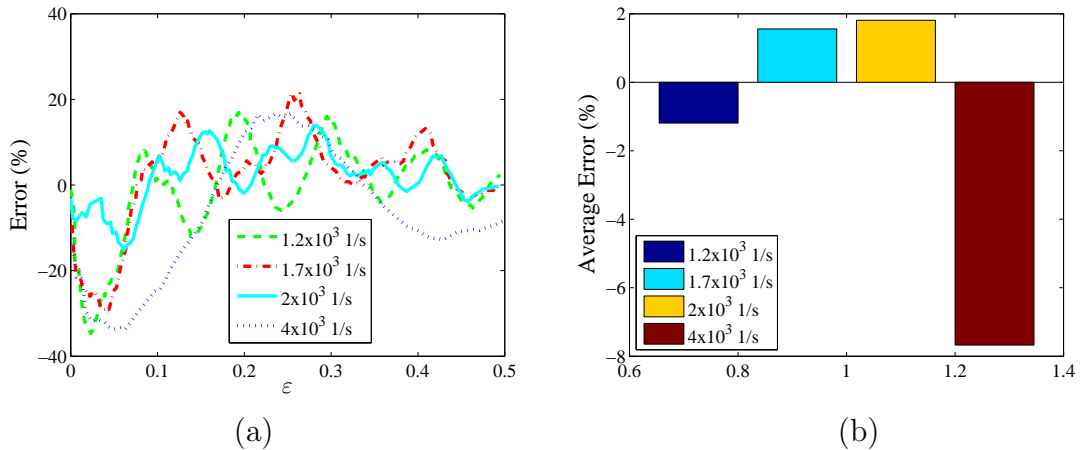 40
20
0
−20
−40
Error (%)
0
0.1
0.2
0.3
0.4
0.5
ε
1.2x10³ 1/s
1.7x10³ 1/s
2x10³ 1/s
4x10³ 1/s
(a)
2
0
−2
−4
−6
−8
Average Error (%)
0.6
0.8
1
1.2
1.4
1.2x10³ 1/s
1.7x10³ 1/s
2x10³ 1/s
4x10³ 1/s
(b)